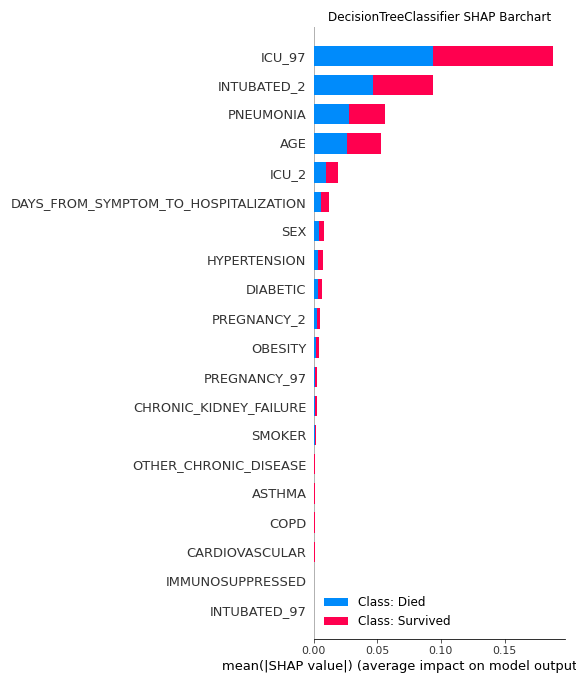 DecisionTreeClassifier SHAP Barchart
ICU_97
INTUBATED_2
PNEUMONIA
AGE
ICU_2
DAYS_FROM_SYMPTOM_TO_HOSPITALIZATION
SEX
HYPERTENSION
DIABETIC
PREGNANCY_2
OBESITY
PREGNANCY_97
CHRONIC_KIDNEY_FAILURE
SMOKER
OTHER_CHRONIC_DISEASE
ASTHMA
COPD
CARDIOVASCULAR
IMMUNOSUPPRESSED
INTUBATED_97
Class: Died
Class: Survived
0.00 0.05 0.10 0.15
mean(|SHAP value|) (average impact on model output